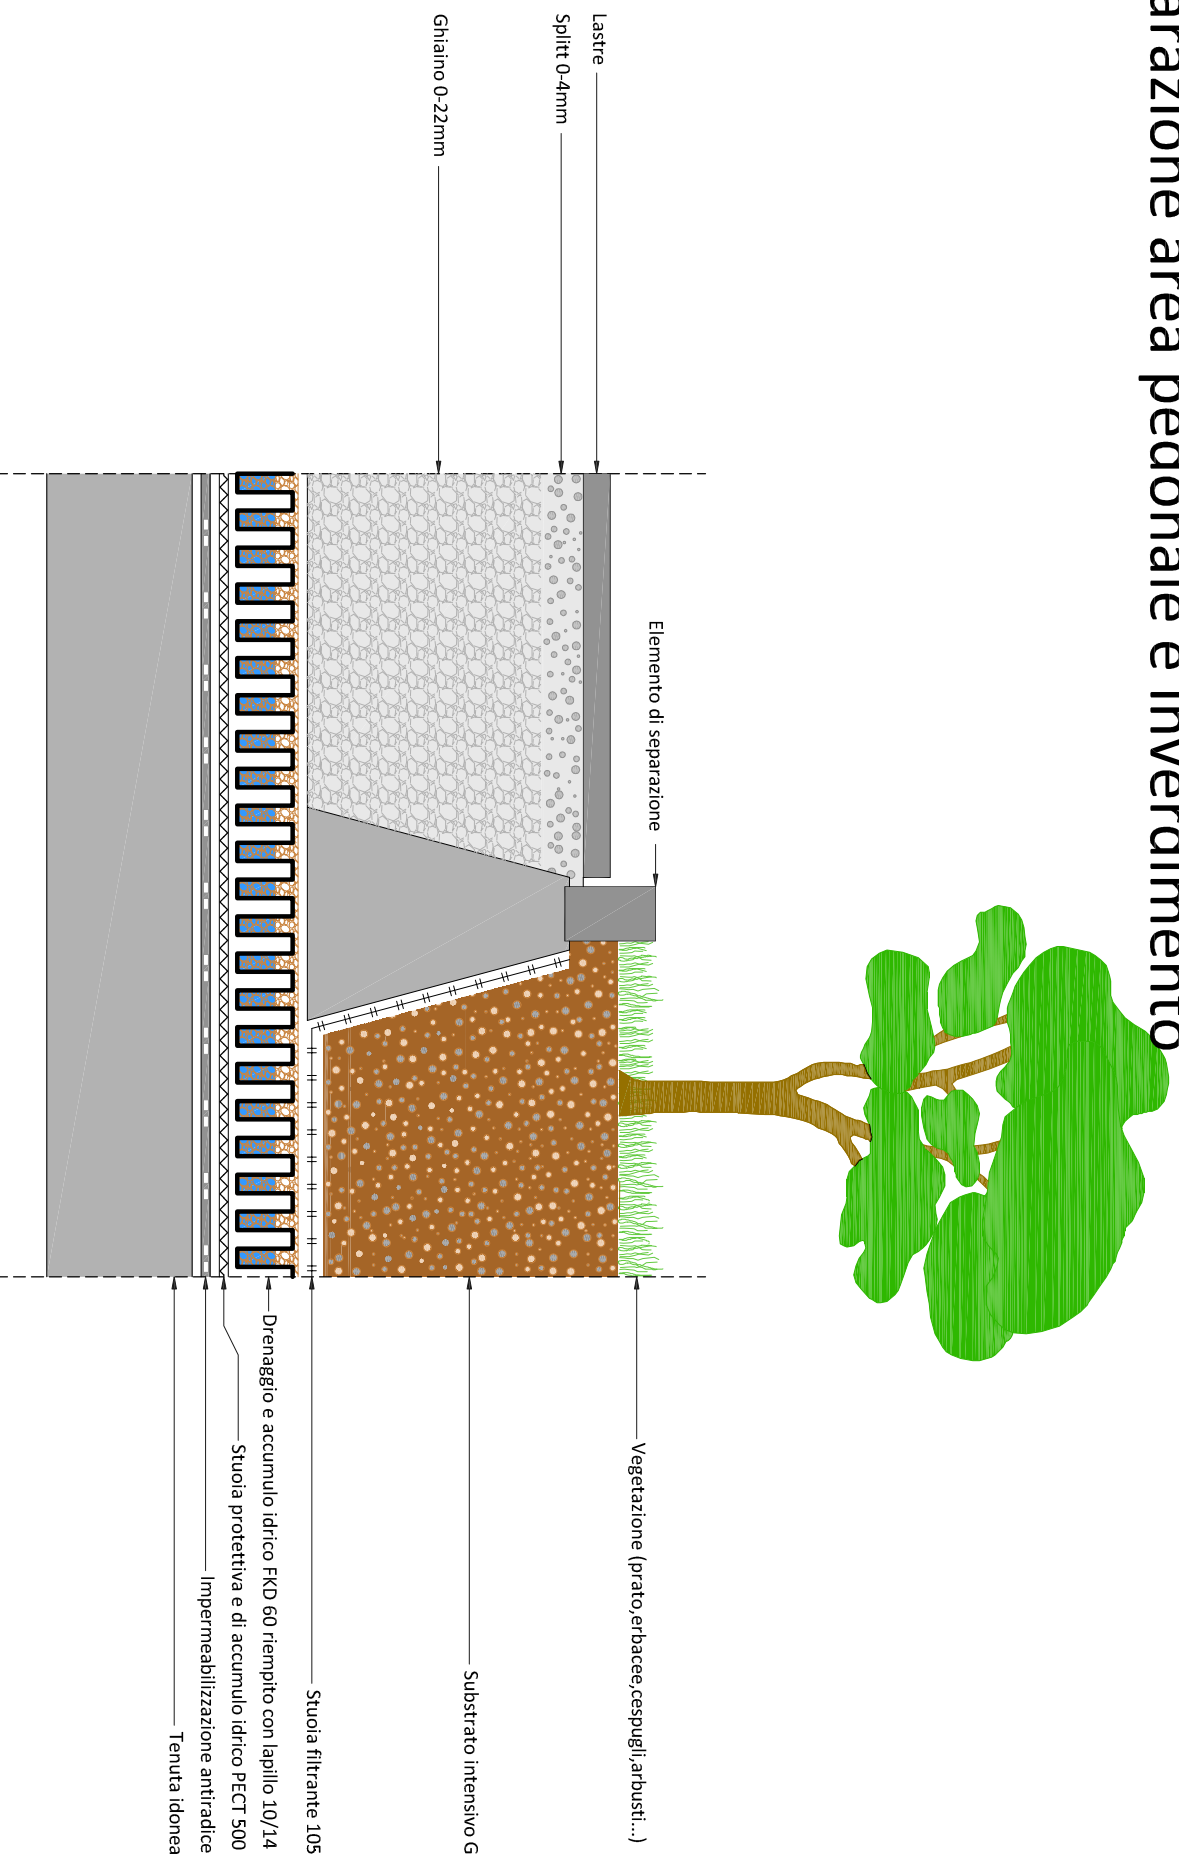 arazione area pedonale e inverdimento
Elemento di separazione
Lastre
Splitt 0-4mm
Ghiaino 0-22mm
Vegetazione (prato,erbacee,cespugli,arbusti...)
Substrato intensivo G
Stuoia filtrante 105
Drenaggio e accumulo idrico FKD 60 riempito con lapillo 10/14
Stuoia protettiva e di accumulo idrico PECT 500
Impermeabilizzazione antiradice
Tenuta idonea